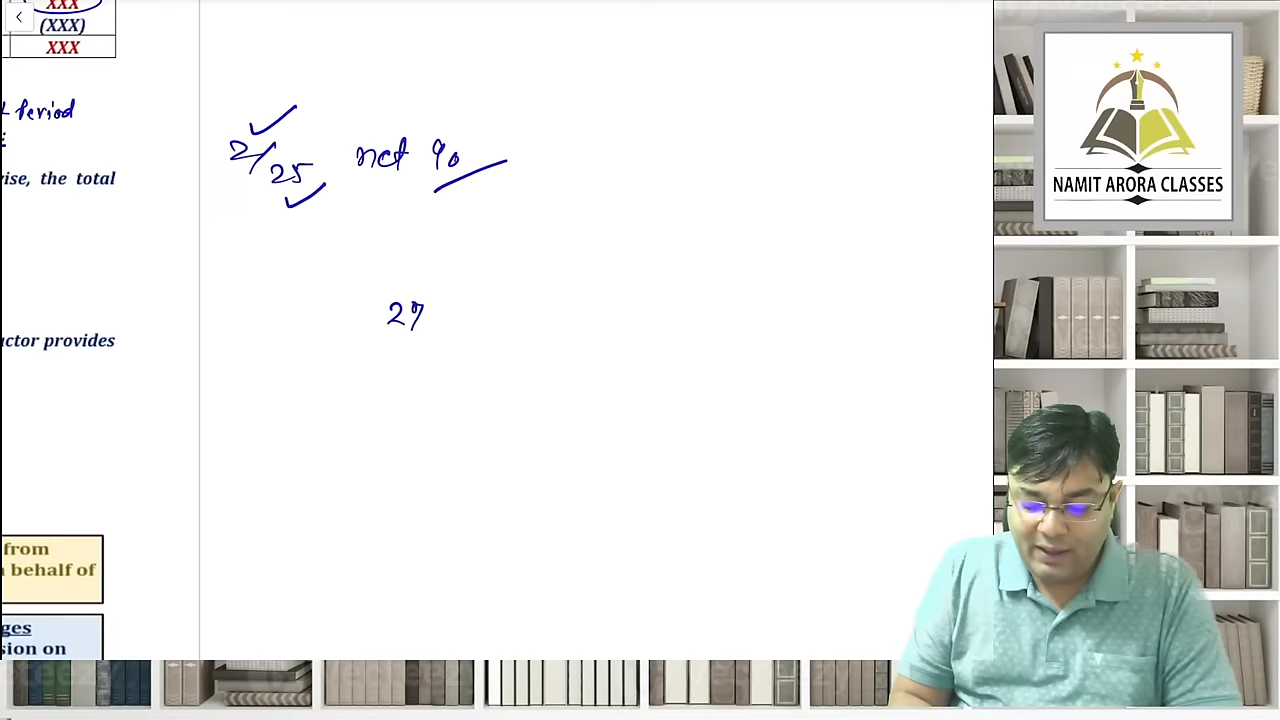 XXX
(XXX)
XXX
Period
rise, the total
actor provides
from
behalf of
ges
sion on
2/25 net 90
27
NAMIT ARORA CLASSES